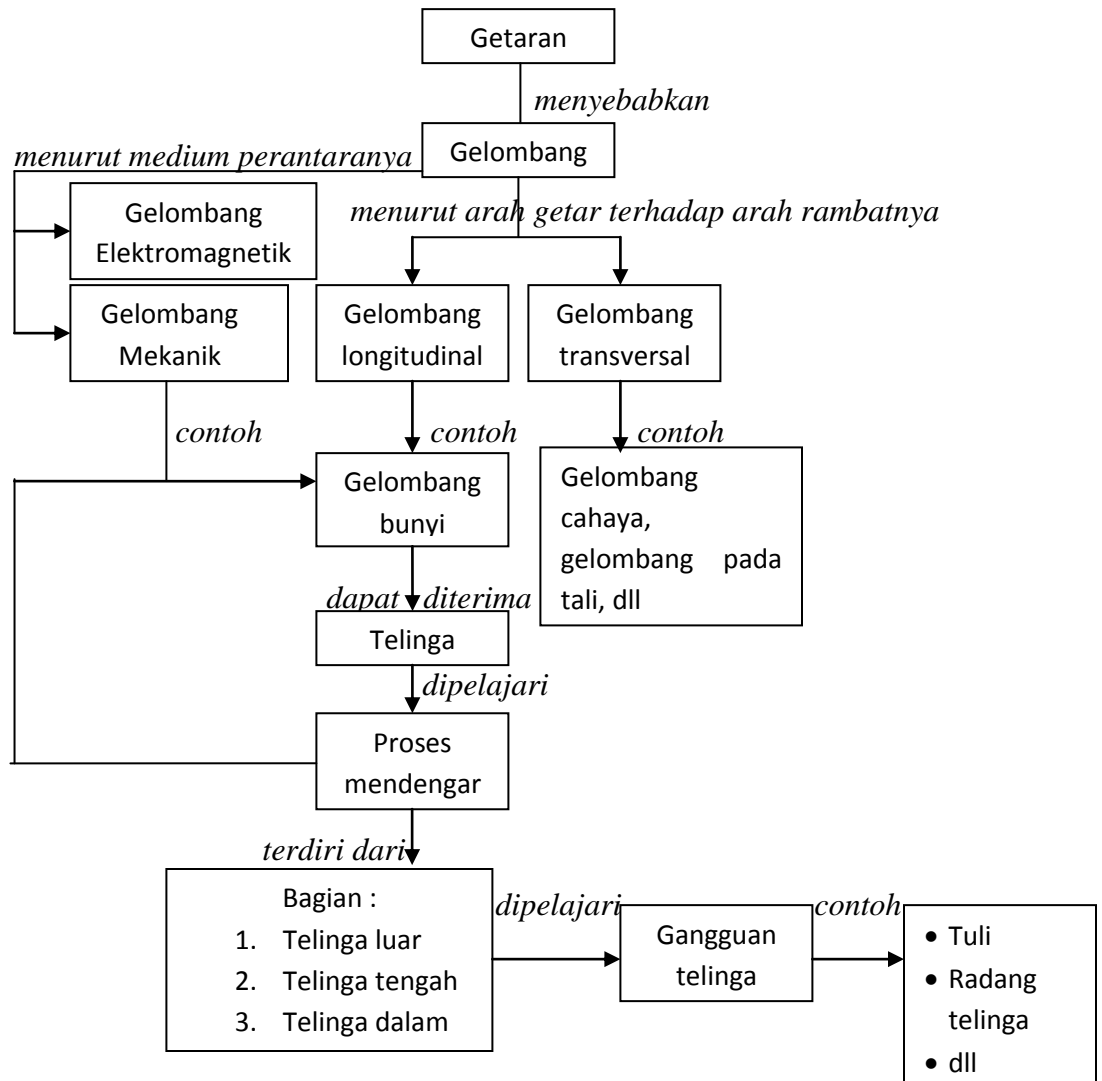 Getaran
menyebabkan
Gelombang
menurut medium perantaranya
menurut arah getar terhadap arah rambatnya
Gelombang
Elektromagnetik
Gelombang
Mekanik
Gelombang
longitudinal
Gelombang
transversal
contoh
contoh
contoh
Gelombang
bunyi
Gelombang
cahaya,
gelombang pada
tali, dll
dapat diterima
Telinga
dipelajari
Proses
mendengar
terdiri dari
Bagian :
1. Telinga luar
2. Telinga tengah
3. Telinga dalam
dipelajari
Gangguan
telinga
contoh
• Tuli
• Radang
telinga
• dll